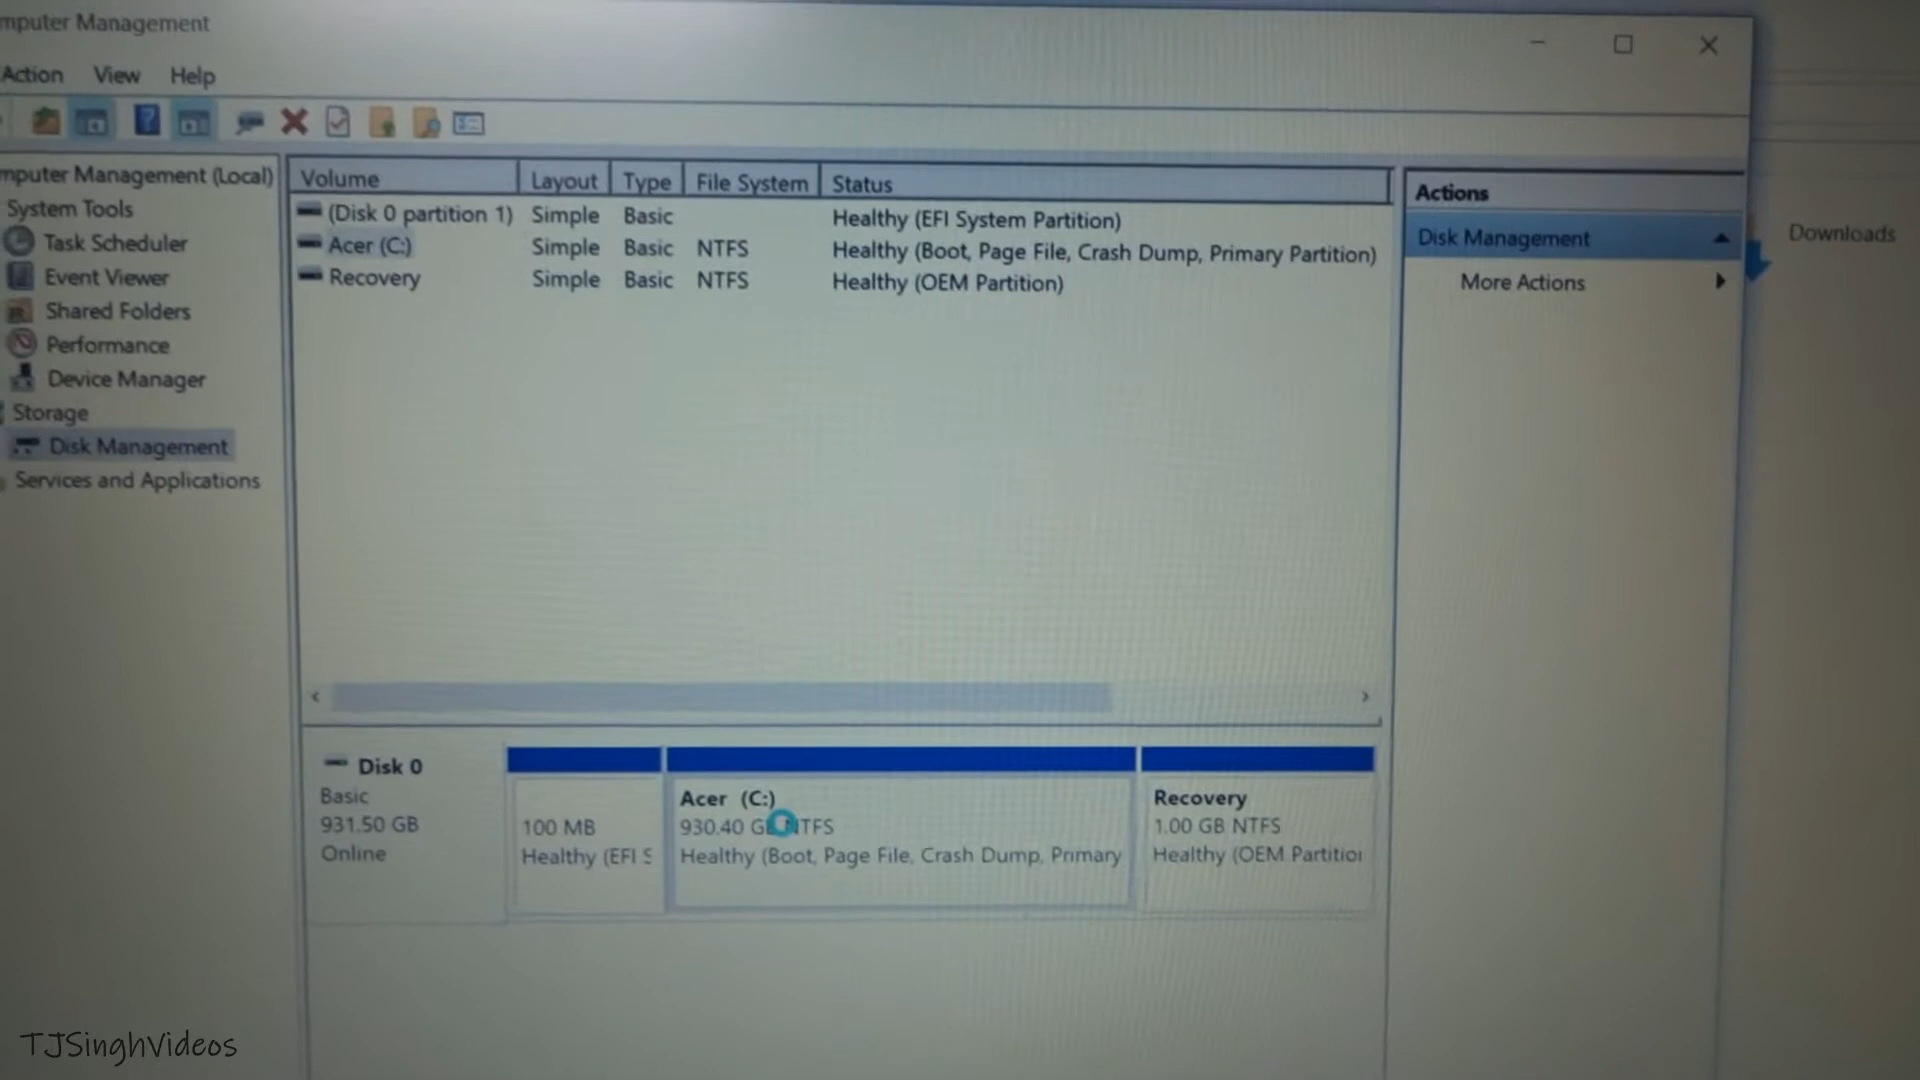 mputer Management
Action View Help
mputer Management (Local)
System Tools
Task Scheduler
Event Viewer
Shared Folders
Performance
Device Manager
Storage
Disk Management
Services and Applications
Volume Layout Type File System Status
(Disk 0 partition 1) Simple Basic Healthy (EFI System Partition)
Acer (C:) Simple Basic NTFS Healthy (Boot, Page File, Crash Dump, Primary Partition)
Recovery Simple Basic NTFS Healthy (OEM Partition)
Actions
Disk Management
More Actions
Downloads
Disk 0
Basic
931.50 GB
Online
100 MB
Healthy (EFI S
Acer (C:)
930.40 GB NTFS
Healthy (Boot, Page File, Crash Dump, Primary
Recovery
1.00 GB NTFS
Healthy (OEM Partitior
TJSinghVideos